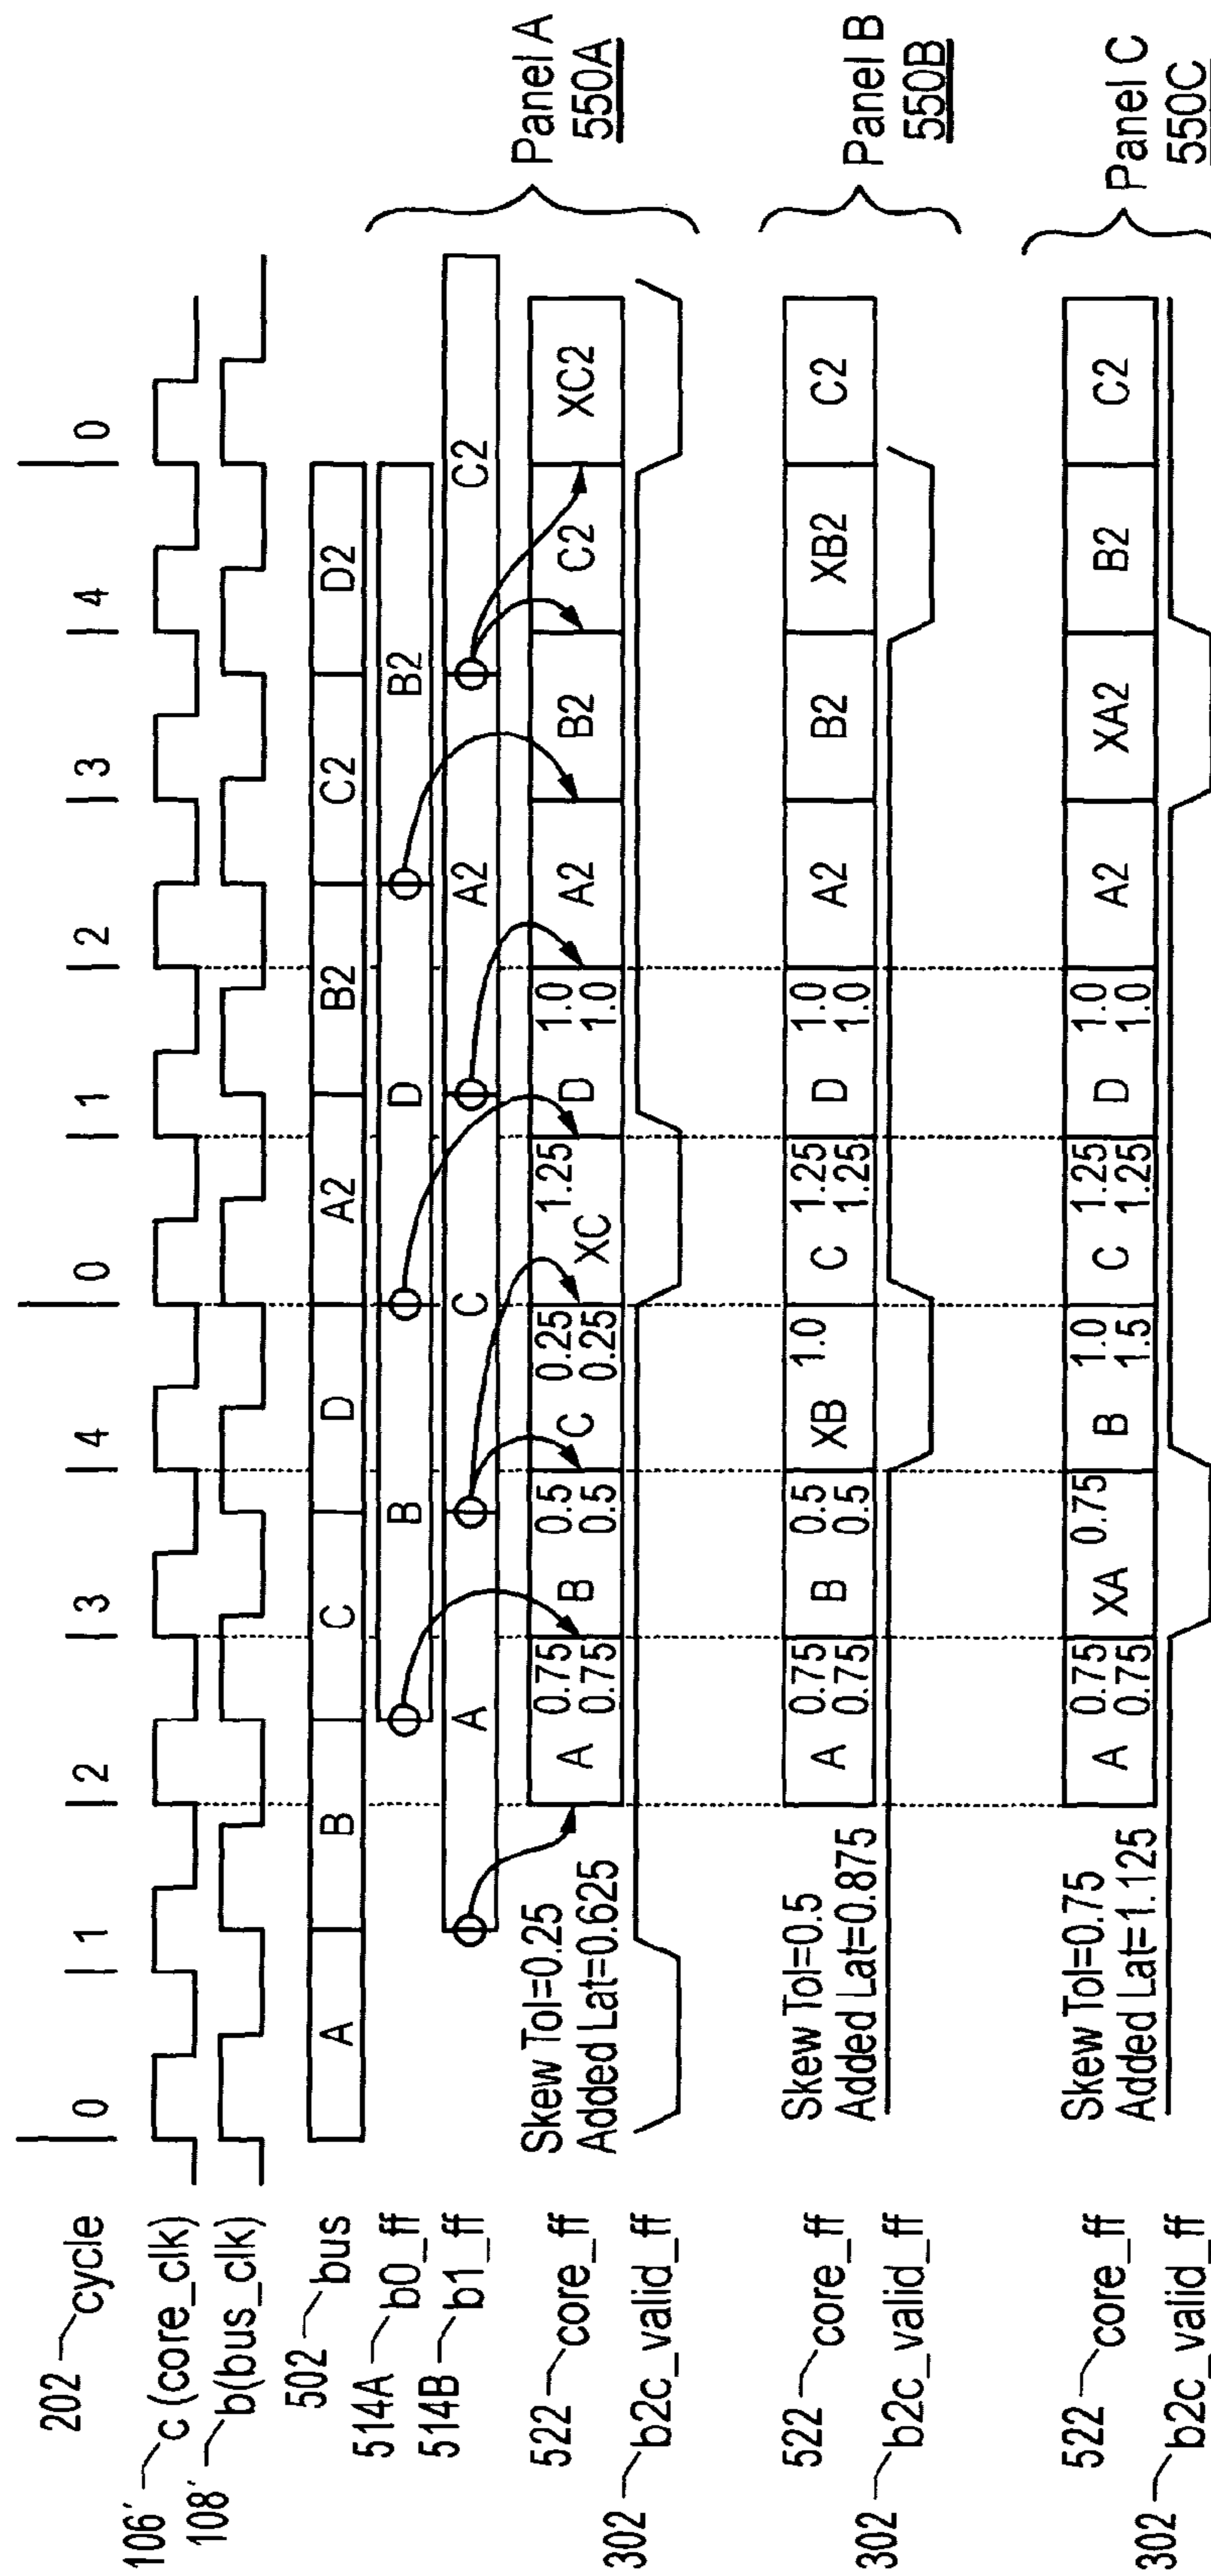 202 cycle 0 | 1 | 2 | 3 | 4 0 | 1 | 2 | 3 | 4 0
106′ c (core_clk)
108′ b(bus_clk)
502 bus A B C D A2 B2 C2 D2
514A b0_ff B D B2
514B b1_ff A C A2 C2
Panel A
550A
522 core_ff
Skew Tol=0.25
Added Lat=0.625
A 0.75 0.75
B 0.5 0.5
C 0.25 0.25
XC 1.25
D 1.0 1.0
A2
B2
C2
XC2
302 b2c_valid_ff
Panel B
550B
522 core_ff
Skew Tol=0.5
Added Lat=0.875
A 0.75 0.75
B 0.5 0.5
XB 1.0
C 1.25 1.25
D 1.0 1.0
A2
B2
XB2
C2
302 b2c_valid_ff
Panel C
550C
522 core_ff
Skew Tol=0.75
Added Lat=1.125
A 0.75 0.75
XA 0.75
B 1.0 1.5
C 1.25 1.25
D 1.0 1.0
A2
XA2
B2
C2
302 b2c_valid_ff